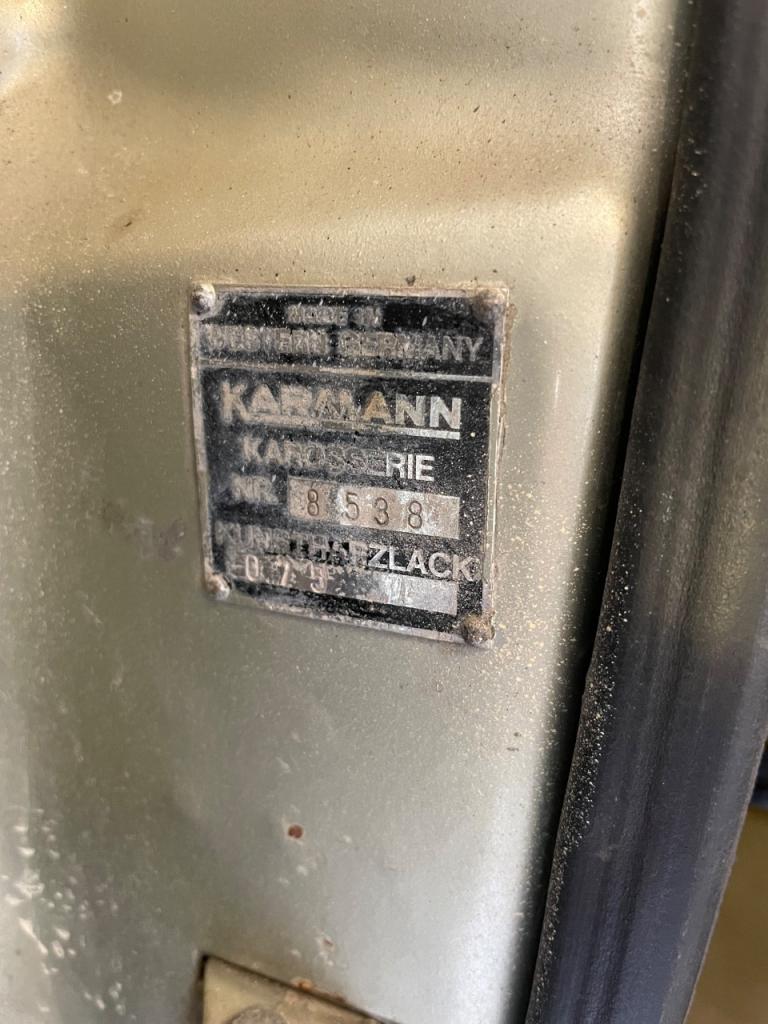 MADE IN
WESTERN GERMANY
KARMANN
KAROSSERIE
NR. 8538
KUNSTHARZLACK